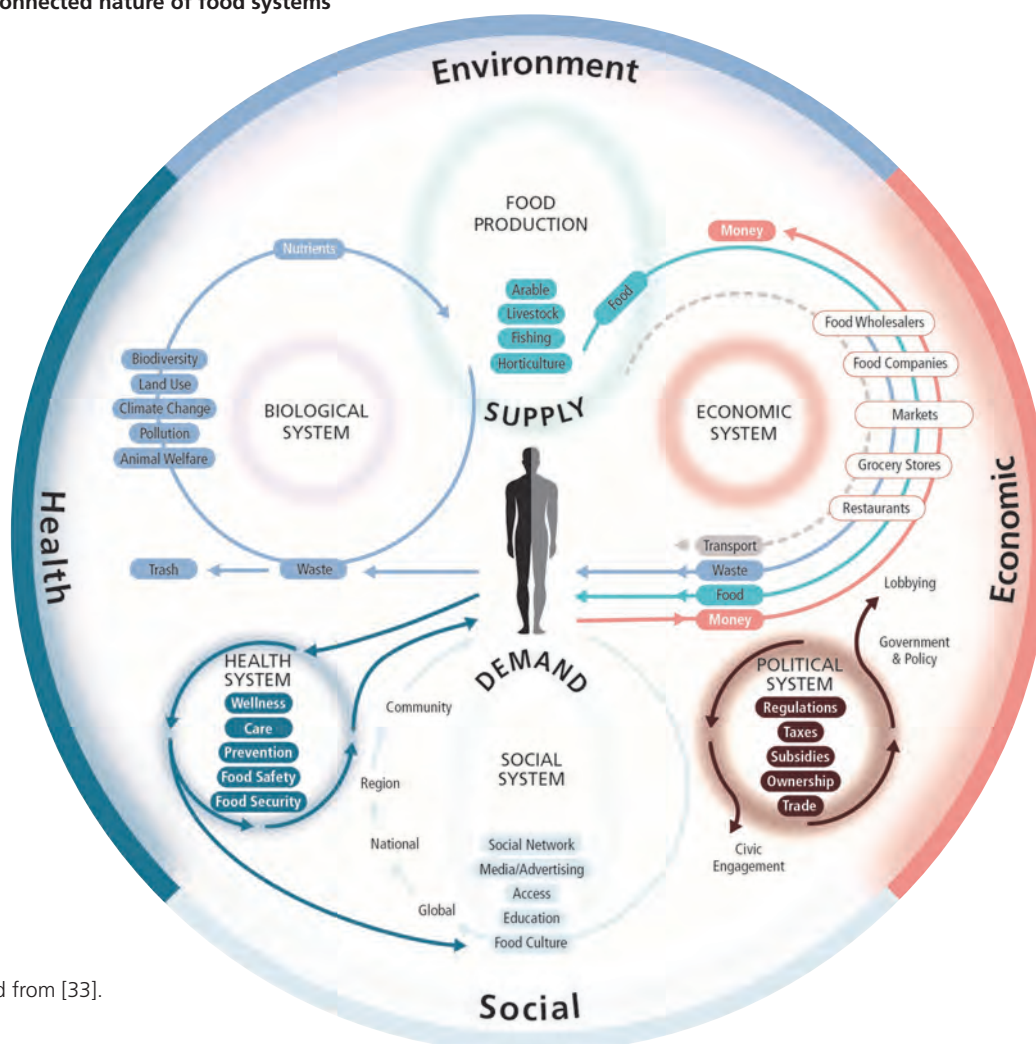 onnected nature of food systems
Environment
FOOD
PRODUCTION
Arable
Livestock
Fishing
Horticulture
SUPPLY
Nutrients
Biodiversity
Land Use
Climate Change
Pollution
Animal Welfare
BIOLOGICAL
SYSTEM
Trash
Waste
Food
Money
Food Wholesalers
Food Companies
Markets
Grocery Stores
Restaurants
ECONOMIC
SYSTEM
Transport
Waste
Food
Money
Health
Economic
HEALTH
SYSTEM
Wellness
Care
Prevention
Food Safety
Food Security
DEMAND
Community
Region
National
Global
SOCIAL
SYSTEM
Social Network
Media/Advertising
Access
Education
Food Culture
Lobbying
Government
& Policy
POLITICAL
SYSTEM
Regulations
Taxes
Subsidies
Ownership
Trade
Civic
Engagement
Social
d from [33].